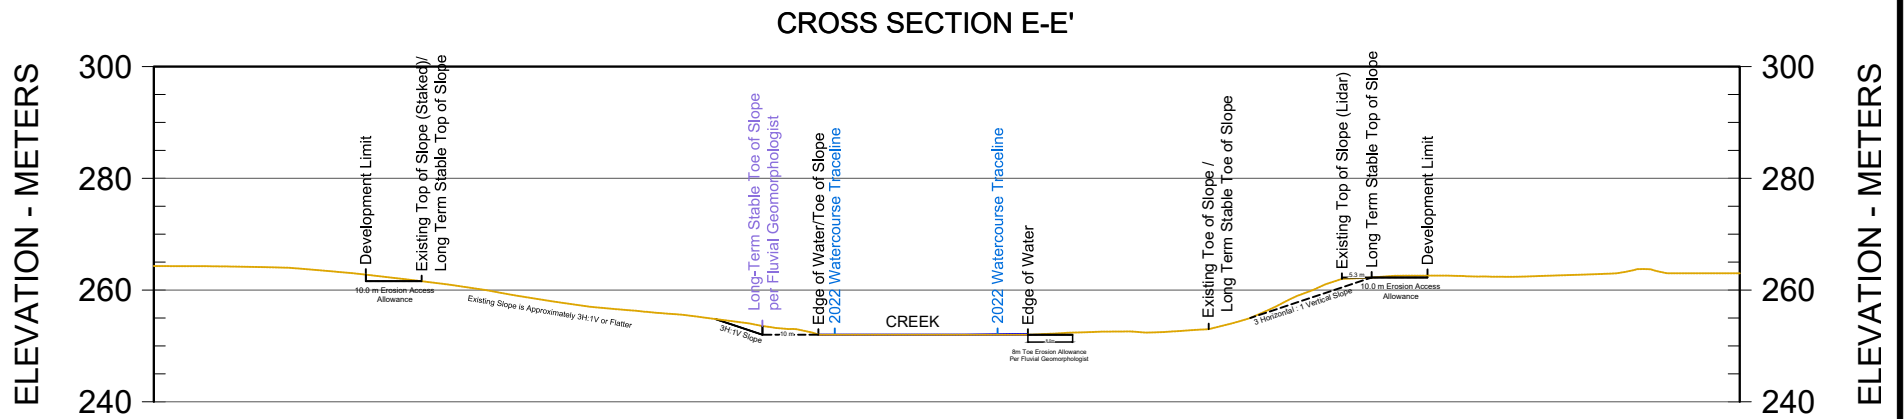 CROSS SECTION E-E'
ELEVATION - METERS
300
280
260
240
Development Limit
Existing Top of Slope (Staked)/
Long Term Stable Top of Slope
10.0 m Erosion Access
Allowance
Existing Slope is Approximately 3H:1V or Flatter
3H:1V Slope
Long-Term Stable Toe of Slope
per Fluvial Geomorphologist
10 m
Edge of Water/Toe of Slope
2022 Watercourse Traceline
CREEK
2022 Watercourse Traceline
Edge of Water
8m Toe Erosion Allowance
Per Fluvial Geomorphologist
Existing Toe of Slope /
Long Term Stable Toe of Slope
3 Horizontal : 1 Vertical Slope
Existing Top of Slope (Lidar)
5.3 m
Long Term Stable Top of Slope
10.0 m Erosion Access
Allowance
Development Limit
300
280
260
240
ELEVATION - METERS